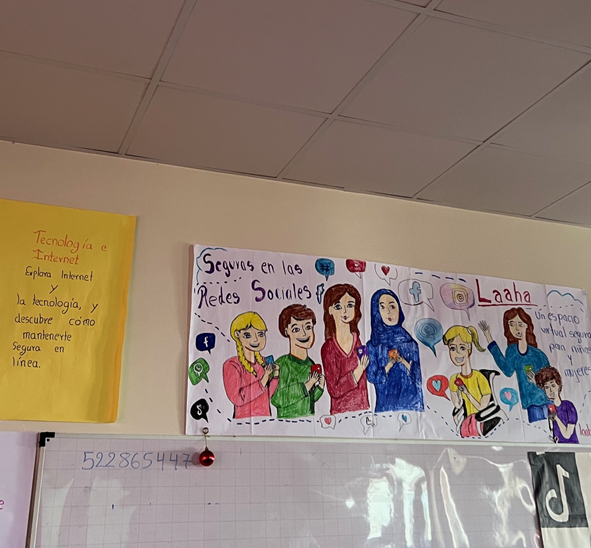 Tecnología e
Internet
Explora Internet
y
la tecnología, y
descubre cómo
mantenerte
segura en
línea.
Seguras en las
Redes Sociales
Laaha
Un espacio
virtual seguro
para niñas
y
mujeres
522865447